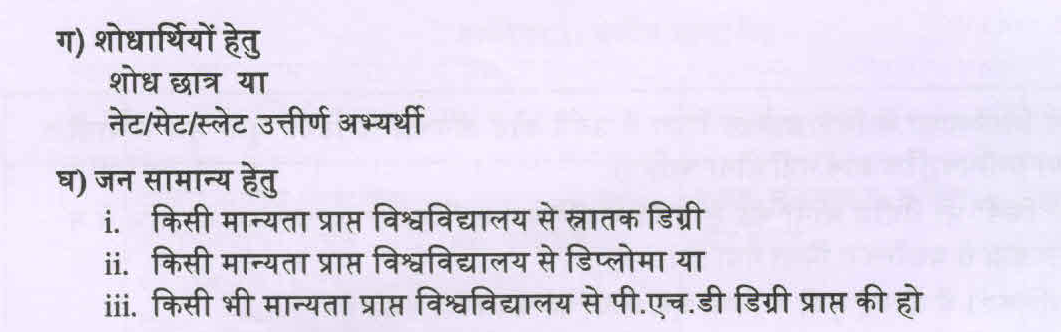 ग) शोधार्थियों हेतु
शोध छात्र या
नेट/सेट/स्लेट उत्तीर्ण अभ्यर्थी
घ) जन सामान्य हेतु
i. किसी मान्यता प्राप्त विश्वविद्यालय से स्नातक डिग्री
ii. किसी मान्यता प्राप्त विश्वविद्यालय से डिप्लोमा या
iii. किसी भी मान्यता प्राप्त विश्वविद्यालय से पी.एच.डी डिग्री प्राप्त की हो